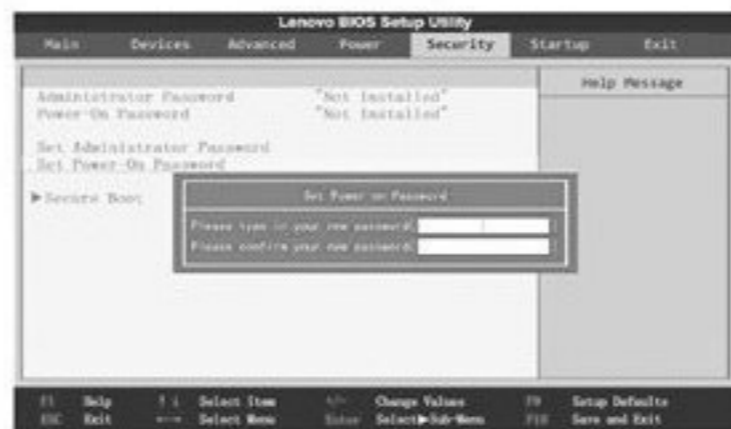 Lenovo BIOS Setup Utility
Main Devices Advanced Power Security Startup Exit
Help Message
Administrator Password "Not Installed"
Power-On Password "Not Installed"
Set Administrator Password
Set Power-On Password
▶Secure Boot
Set Power on Password
Please type in your new password
Please confirm your new password
F1 Help ↑↓ Select Item +/- Change Values F9 Setup Defaults
ESC Exit ←→ Select Menu Enter Select▶Sub-Menu F10 Save and Exit